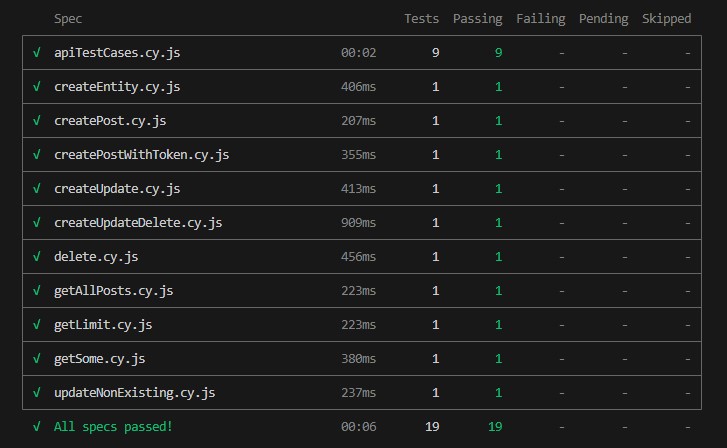 Spec Tests Passing Failing Pending Skipped
√ apiTestCases.cy.js 00:02 9 9 - - -
√ createEntity.cy.js 406ms 1 1 - - -
√ createPost.cy.js 207ms 1 1 - - -
√ createPostWithToken.cy.js 355ms 1 1 - - -
√ createUpdate.cy.js 413ms 1 1 - - -
√ createUpdateDelete.cy.js 909ms 1 1 - - -
√ delete.cy.js 456ms 1 1 - - -
√ getAllPosts.cy.js 223ms 1 1 - - -
√ getLimit.cy.js 223ms 1 1 - - -
√ getSome.cy.js 380ms 1 1 - - -
√ updateNonExisting.cy.js 237ms 1 1 - - -
√ All specs passed! 00:06 19 19 - - -